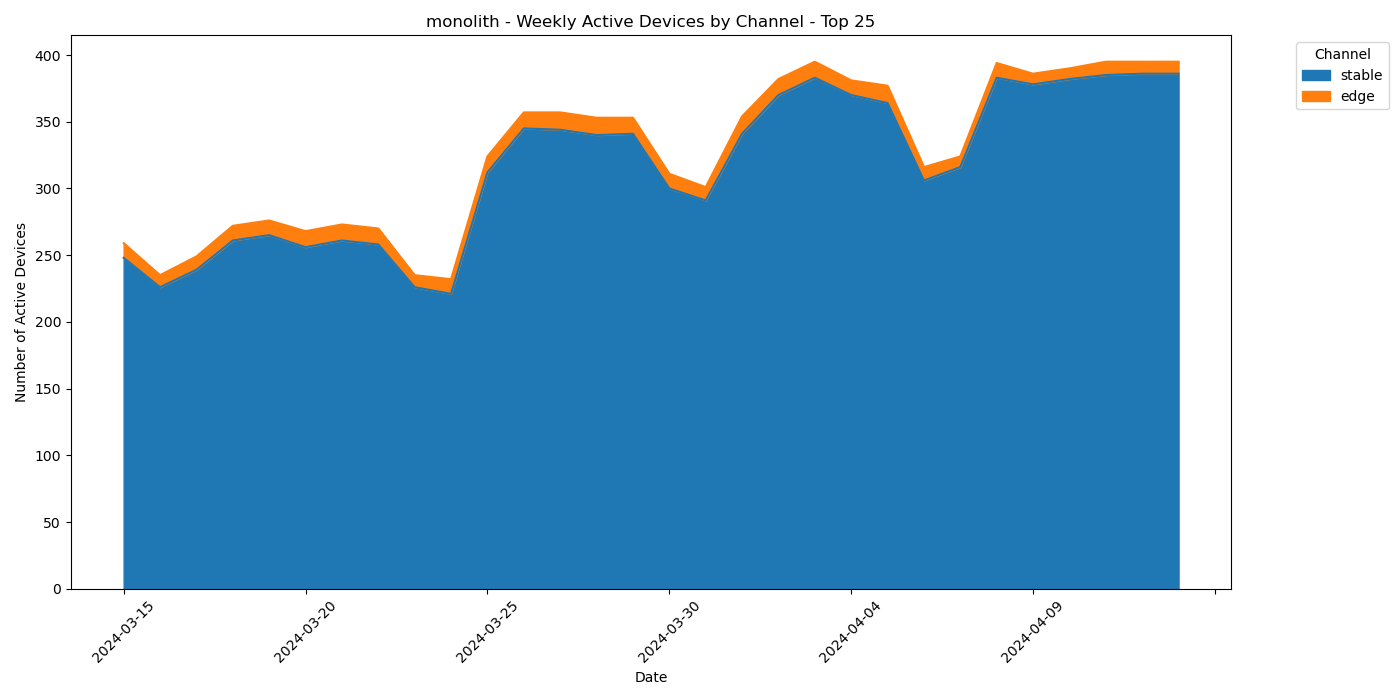 monolith - Weekly Active Devices by Channel - Top 25
Channel
stable
edge
Number of Active Devices
400
350
300
250
200
150
100
50
0
2024-03-15
2024-03-20
2024-03-25
2024-03-30
2024-04-04
2024-04-09
Date